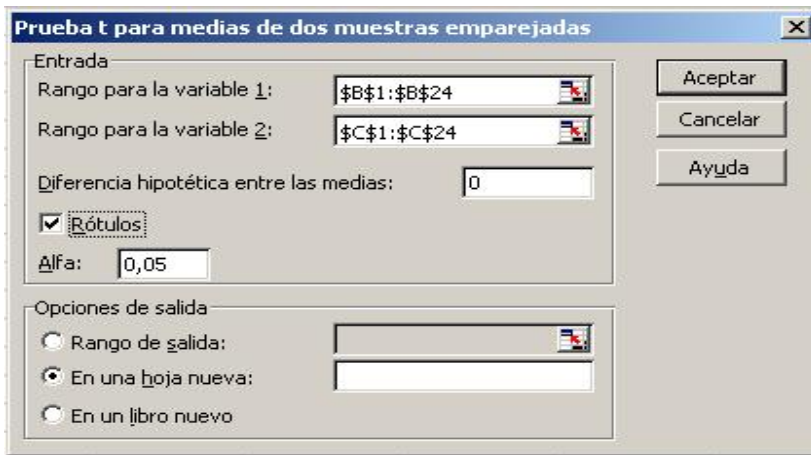 Prueba t para medias de dos muestras emparejadas
Entrada
Rango para la variable 1: $B$1:$B$24
Rango para la variable 2: $C$1:$C$24
Diferencia hipotética entre las medias: 0
Rótulos
Alfa: 0,05
Aceptar
Cancelar
Ayuda
Opciones de salida
Rango de salida:
En una hoja nueva:
En un libro nuevo